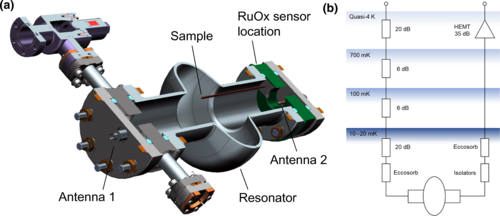 (a)
RuOx sensor
location
Sample
Antenna 2
Antenna 1
Resonator
(b)
Quasi-4 K
HEMT
35 dB
20 dB
700 mK
6 dB
100 mK
6 dB
10–20 mK
20 dB
Eccosorb
Eccosorb
Isolators